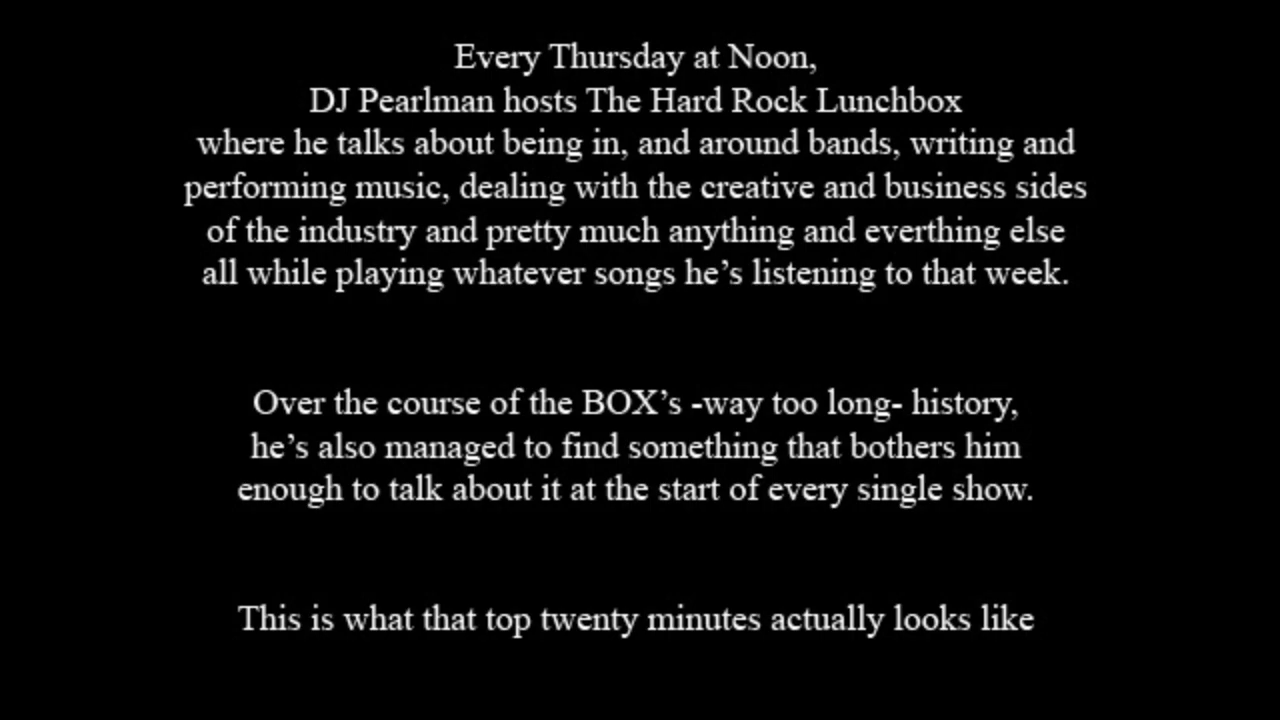 Every Thursday at Noon,
DJ Pearlman hosts The Hard Rock Lunchbox
where he talks about being in, and around bands, writing and
performing music, dealing with the creative and business sides
of the industry and pretty much anything and everthing else
all while playing whatever songs he’s listening to that week.
Over the course of the BOX’s -way too long- history,
he’s also managed to find something that bothers him
enough to talk about it at the start of every single show.
This is what that top twenty minutes actually looks like